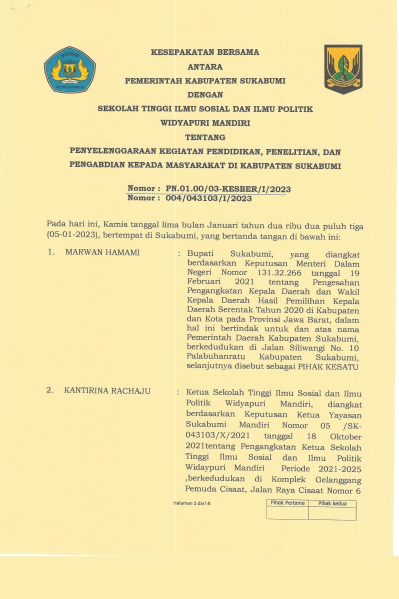 KESEPAKATAN BERSAMA
ANTARA
PEMERINTAH KABUPATEN SUKABUMI
DENGAN
SEKOLAH TINGGI ILMU SOSIAL DAN ILMU POLITIK
WIDYAPURI MANDIRI
TENTANG
PENYELENGGARAAN KEGIATAN PENDIDIKAN, PENELITIAN, DAN
PENGABDIAN KEPADA MASYARAKAT DI KABUPATEN SUKABUMI
Nomor : PN.01.00/03-KESBER/I/2023
Nomor : 004/043103/I/2023
Pada hari ini, Kamis tanggal lima bulan Januari tahun dua ribu dua puluh tiga
(05-01-2023), bertempat di Sukabumi, yang bertanda tangan di bawah ini:
1. MARWAN HAMAMI : Bupati Sukabumi, yang diangkat
berdasarkan Keputusan Menteri Dalam
Negeri Nomor 131.32.266 tanggal 19
Februari 2021 tentang Pengesahan
Pengangkatan Kepala Daerah dan Wakil
Kepala Daerah Hasil Pemilihan Kepala
Daerah Serentak Tahun 2020 di Kabupaten
dan Kota pada Provinsi Jawa Barat, dalam
hal ini bertindak untuk dan atas nama
Pemerintah Daerah Kabupaten Sukabumi,
berkedudukan di Jalan Siliwangi No. 10
Palabuhanratu Kabupaten Sukabumi,
selanjutnya disebut sebagai PIHAK KESATU
2. KANTIRINA RACHAJU : Ketua Sekolah Tinggi Ilmu Sosial dan Ilmu
Politik Widyapuri Mandiri, diangkat
berdasarkan Keputusan Ketua Yayasan
Sukabumi Mandiri Nomor 05 /SK-
043103/X/2021 tanggal 18 Oktober
2021tentang Pengangkatan Ketua Sekolah
Tinggi Ilmu Sosial dan Ilmu Politik
Widaypuri Mandiri Periode 2021-2025
,berkedudukan di Komplek Gelanggang
Pemuda Cisaat, Jalan Raya Cisaat Nomor 6
Halaman 1 dari 4
Pihak Pertama Pihak kedua